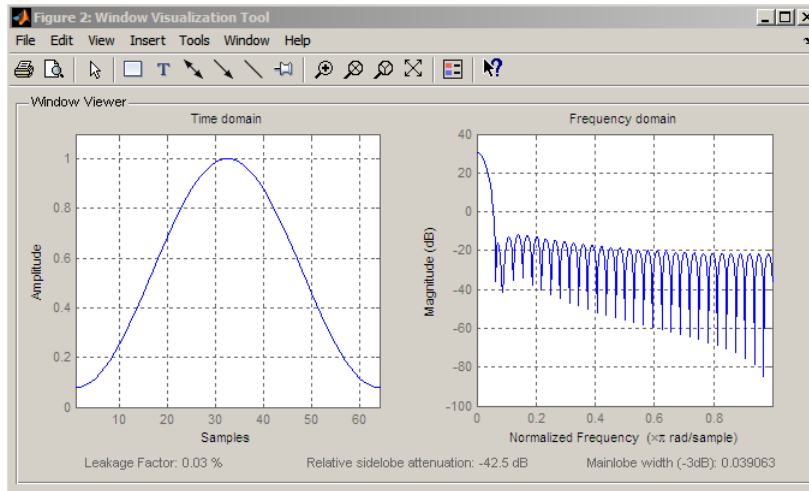 Figure 2: Window Visualization Tool
File Edit View Insert Tools Window Help
T
Window Viewer
Time domain
Frequency domain
1
0.8
0.6
0.4
0.2
0
Amplitude
10 20 30 40 50 60
Samples
40
20
0
-20
-40
-60
-80
-100
Magnitude (dB)
0 0.2 0.4 0.6 0.8
Normalized Frequency (×π rad/sample)
Leakage Factor: 0.03 %
Relative sidelobe attenuation: -42.5 dB
Mainlobe width (-3dB): 0.039063